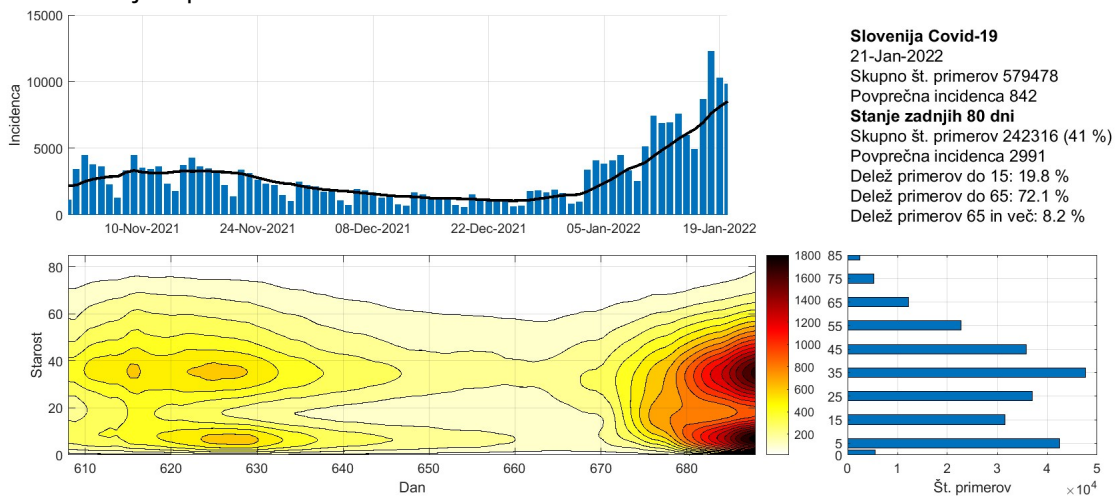 15000
10000
5000
0
Incidenca
10-Nov-2021
24-Nov-2021
08-Dec-2021
22-Dec-2021
05-Jan-2022
19-Jan-2022
Slovenija Covid-19
21-Jan-2022
Skupno št. primerov 579478
Povprečna incidenca 842
Stanje zadnjih 80 dni
Skupno št. primerov 242316 (41 %)
Povprečna incidenca 2991
Delež primerov do 15: 19.8 %
Delež primerov do 65: 72.1 %
Delež primerov 65 in več: 8.2 %
80
60
40
20
0
Starost
610
620
630
640
650
660
670
680
Dan
1800
1600
1400
1200
1000
800
600
400
200
85
75
65
55
45
35
25
15
5
0
0
1
2
3
4
5
Št. primerov
×10⁴